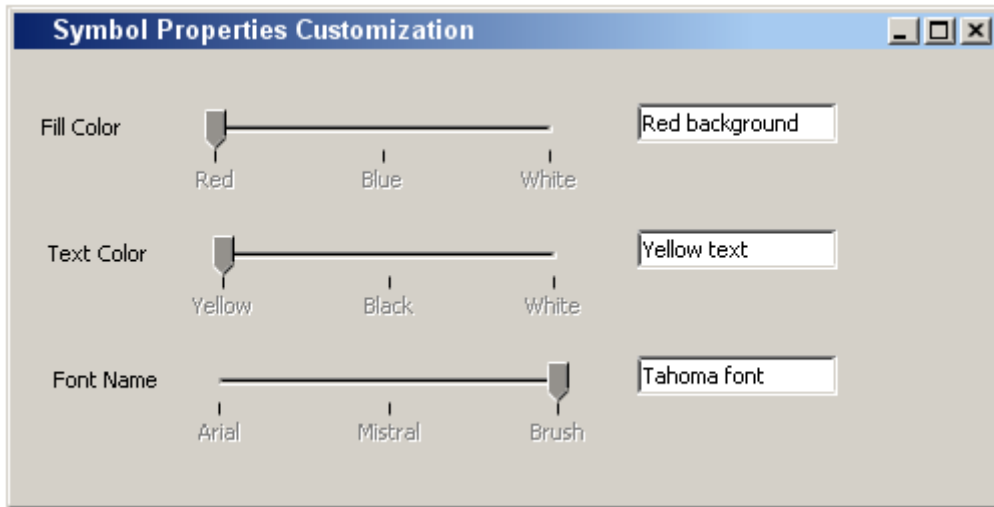 Symbol Properties Customization
Fill Color
Red background
Red Blue White
Text Color
Yellow text
Yellow Black White
Font Name
Tahoma font
Arial Mistral Brush